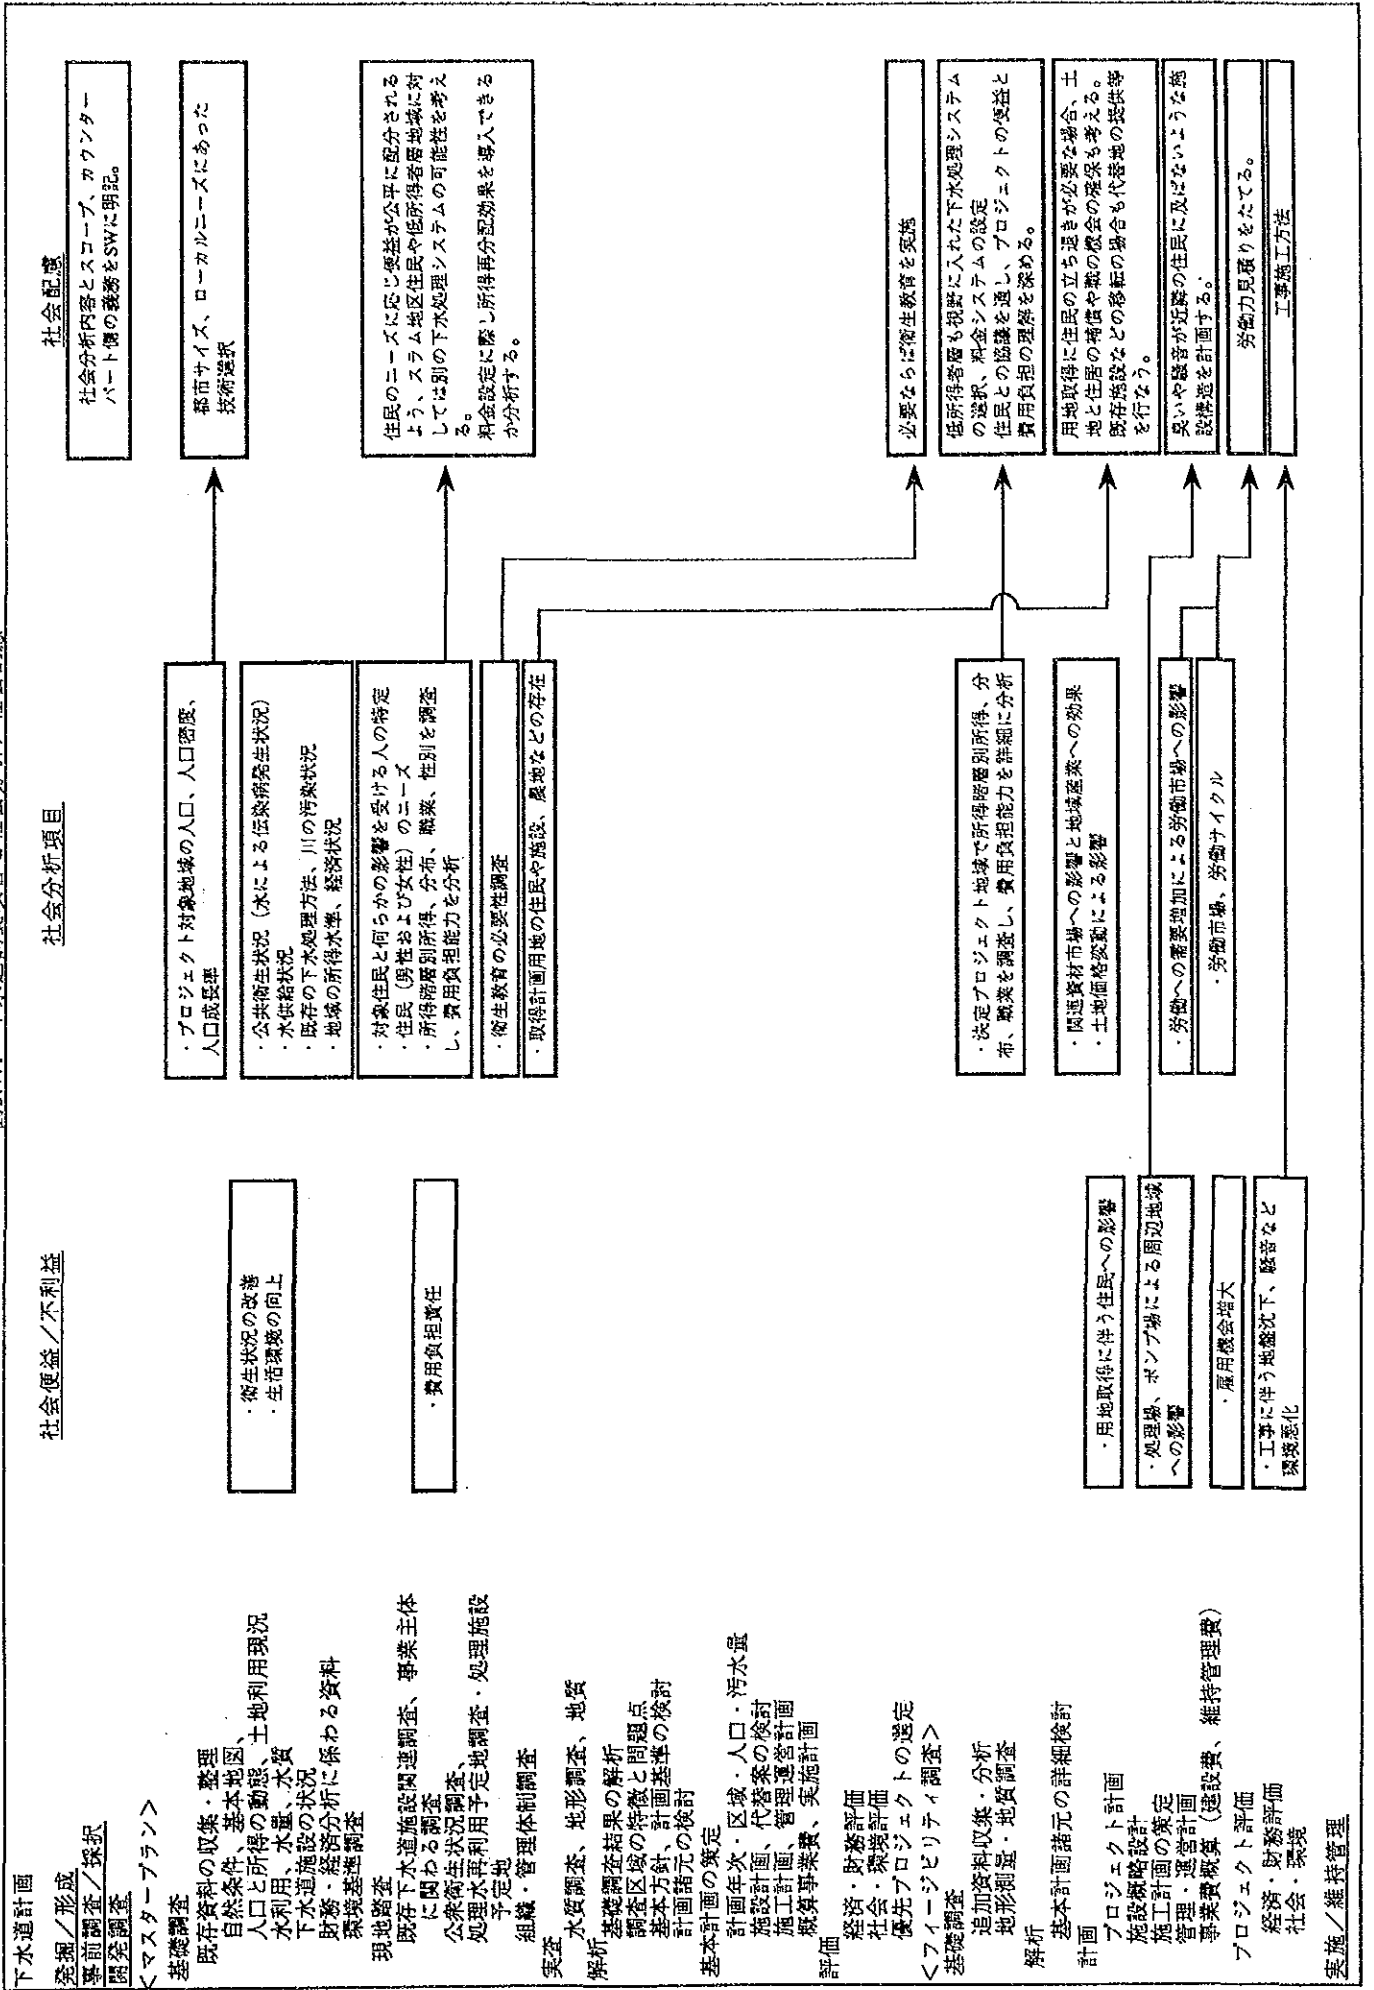 下水道計画
発掘／形成
事前調査／採択
開発調査
＜マスタープラン＞
基礎調査
既存資料の収集・整理
自然条件、基本地図、
人口と所得の動態、土地利用現況
水利用、水量、水質
下水道施設の状況
財務・経済分析に係わる資料
環境基準調査
現地踏査
既存下水道施設関連調査、事業主体
に関わる調査
公衆衛生状況調査、
処理水再利用予定地調査・処理施設
予定地
組織・管理体制調査
実査
水質調査、地形調査、地質
解析
基礎調査結果の解析
調査区域の特徴と問題点
基本方針、計画基準の検討
計画諸元の検討
基本計画の策定
計画年次・区域・人口・汚水量
施設計画、代替案の検討
施工計画、管理運営計画
概算事業費、実施計画
評価
経済・財務評価
社会・環境評価
優先プロジェクトの選定
＜フィージビリティ調査＞
基礎調査
追加資料収集・分析
地形測量・地質調査
解析
基本計画諸元の詳細検討
計画
プロジェクト計画
施設概略設計
施工計画の策定
管理・運営計画
事業費概算（建設費、維持管理費）
プロジェクト評価
経済・財務評価
社会・環境
実施／維持管理
社会便益／不利益
・衛生状況の改善
・生活環境の向上
・費用負担責任
・用地取得に伴う住民への影響
・処理場、ポンプ場による周辺地域
への影響
・雇用機会増大
・工事に伴う地盤沈下、騒音など
環境悪化
社会分析項目
・プロジェクト対象地域の人口、人口密度、
人口成長率
・公共衛生状況（水による伝染病発生状況）
・水供給状況
・既存の下水処理方法、川の汚染状況
・地域の所得水準、経済状況
・対象住民と何らかの影響を受ける人の特定
・住民（男性および女性）のニーズ
・所得階層別所得、分布、職業、性別を調査
し、費用負担能力を分析
・衛生教育の必要性調査
・取得計画用地の住民や施設、農地などの存在
・決定プロジェクト地域で所得階層別所得、分
布、職業を調査し、費用負担能力を詳細に分析
・関連資材市場への影響と地域産業への効果
・土地価格変動による影響
・労働への需要増加による労働市場への影響
・労働市場、労働サイクル
社会配慮
社会分析内容とスコープ、カウンター
パート側の義務をSWに明記。
都市サイズ、ローカルニーズにあった
技術選択
住民のニーズに応じ便益が公平に配分される
よう、スラム地区住民や低所得者層地域に対
しては別の下水処理システムの可能性を考え
る。
料金設定に際し所得再分配効果を導入できる
か分析する。
必要ならば衛生教育を実施
低所得者層も視野に入れた下水処理システム
の選択、料金システムの設定
住民との協議を通し、プロジェクトの便益と
費用負担の理解を深める。
用地取得に住民の立ち退きが必要な場合、土
地と住居の補償や職の機会の確保も考える。
既存施設などの移転の場合も代替地の提供等
を行なう。
臭いや騒音が近隣の住民に及ばないような施
設構造を計画する。
労働力見積りをたてる。
工事施工方法